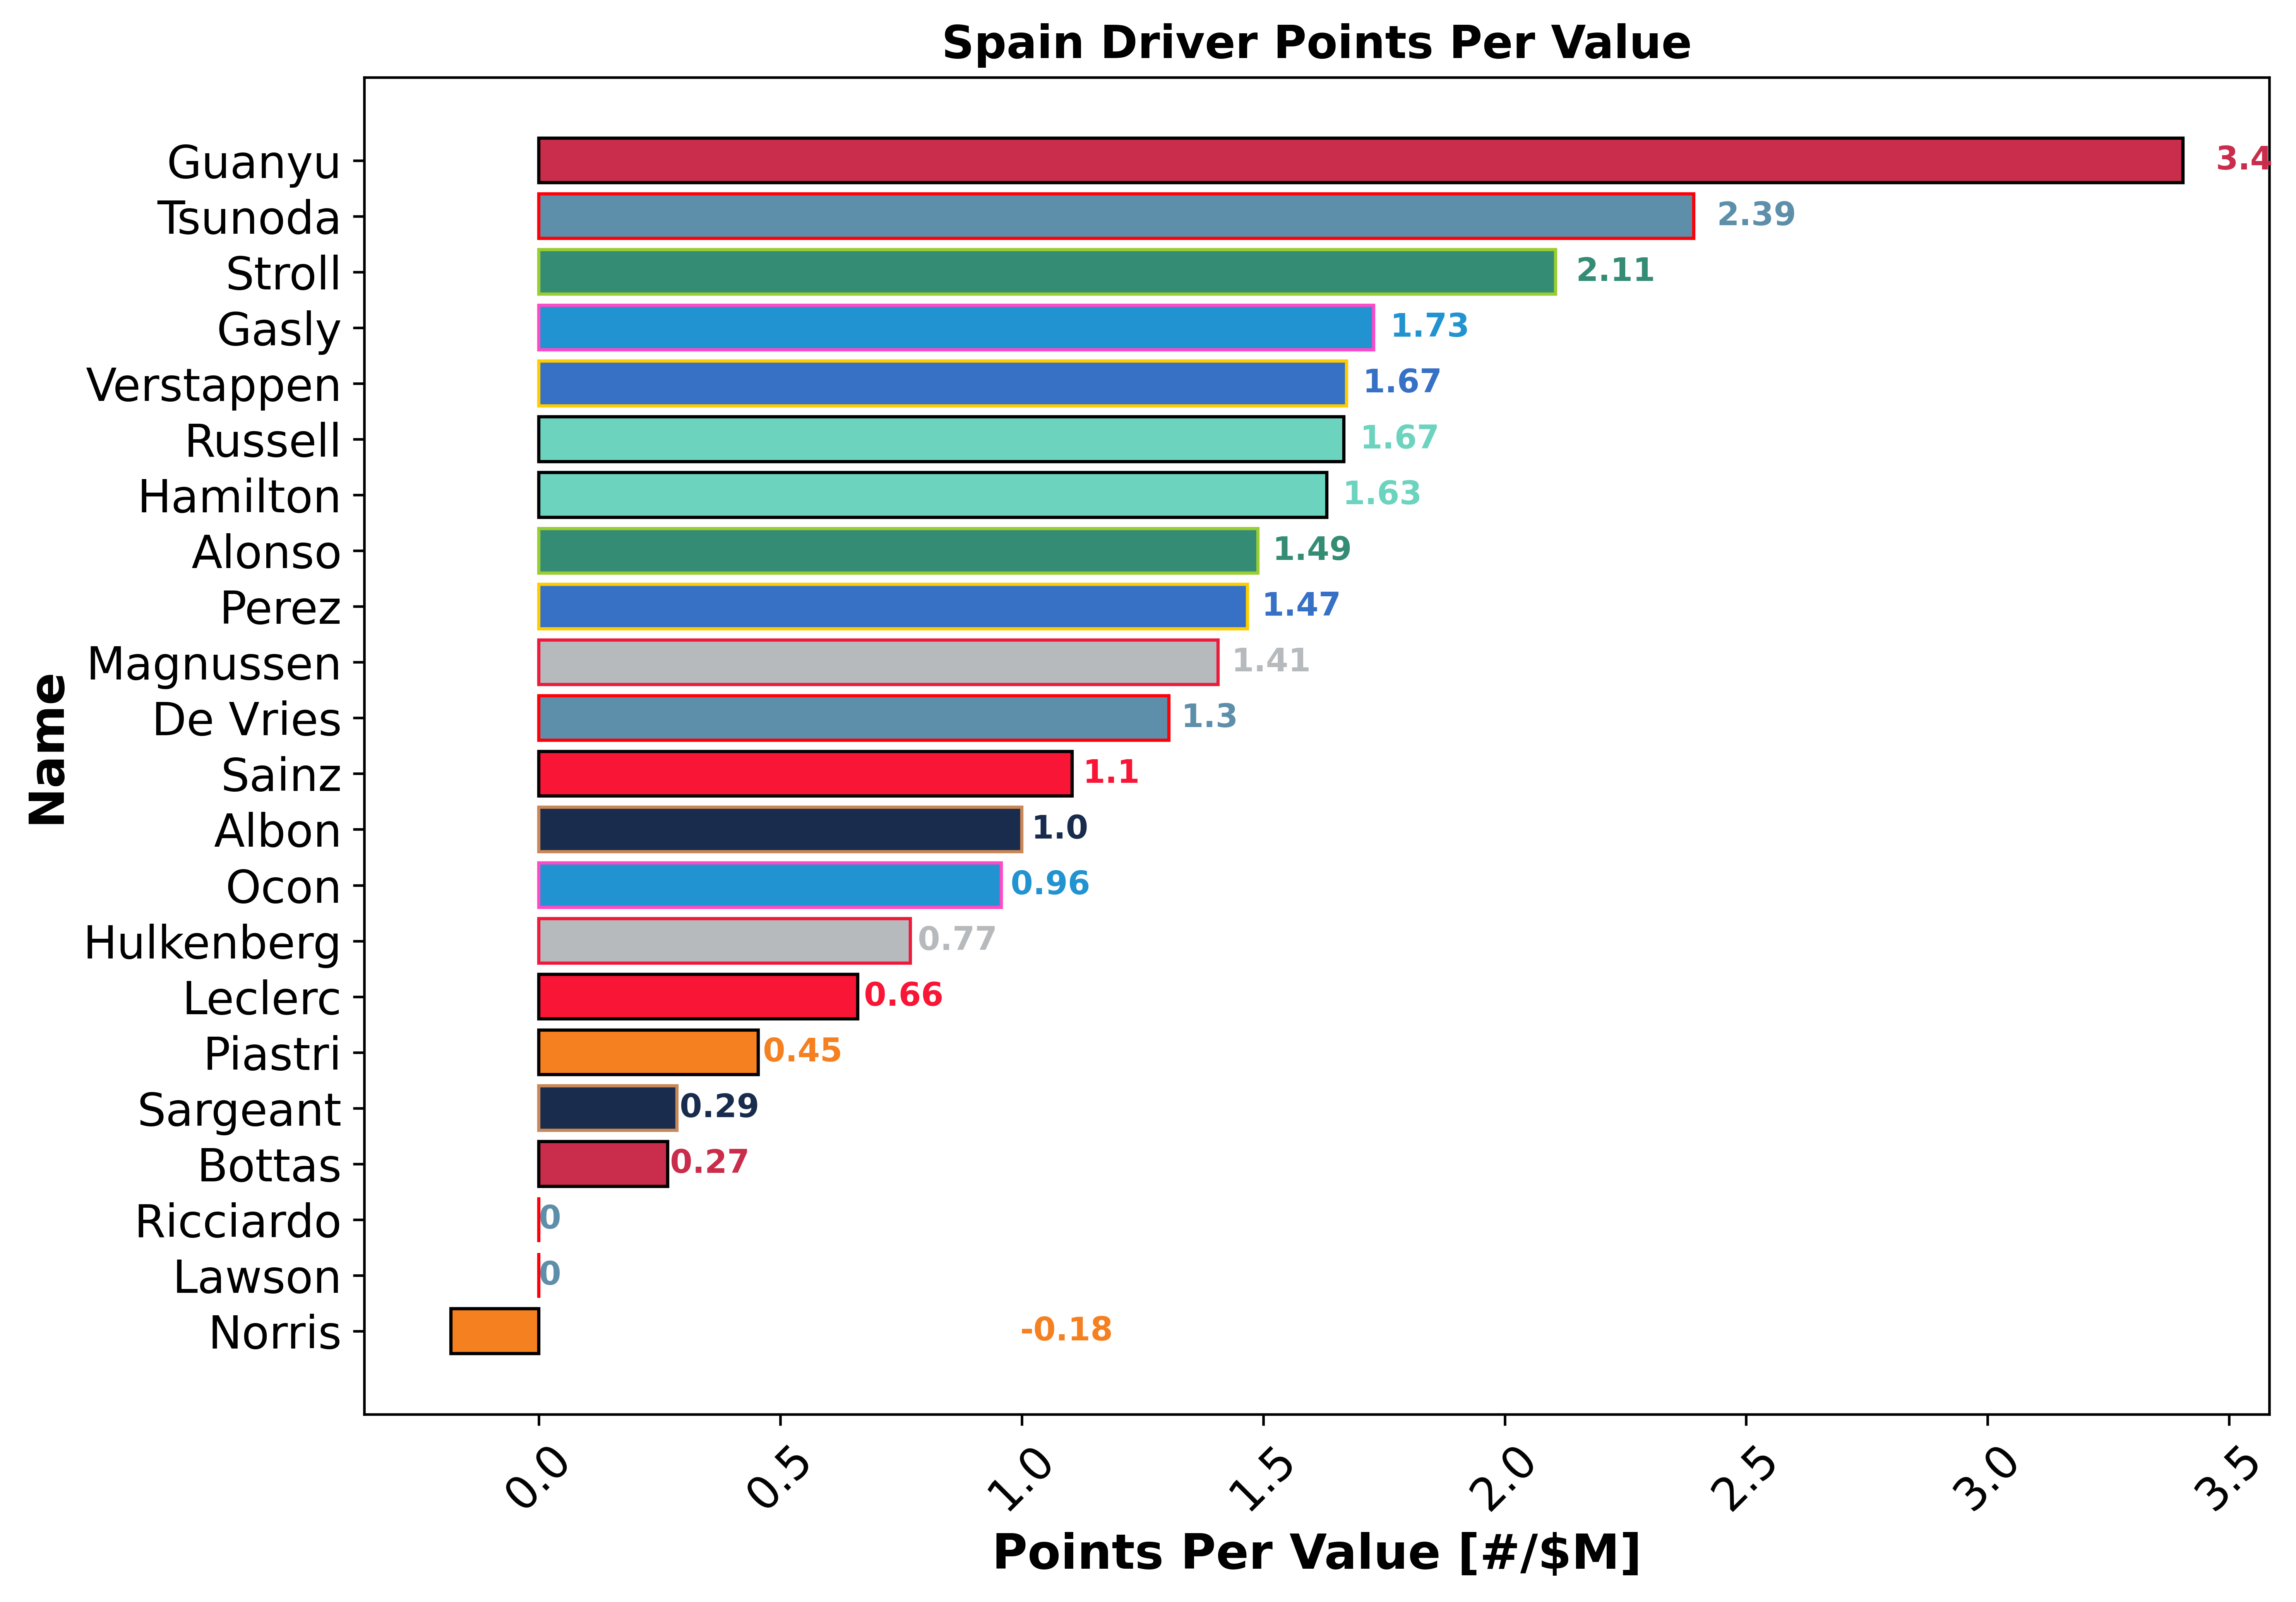 Spain Driver Points Per Value
Guanyu 3.4
Tsunoda 2.39
Stroll 2.11
Gasly 1.73
Verstappen 1.67
Russell 1.67
Hamilton 1.63
Alonso 1.49
Perez 1.47
Magnussen 1.41
De Vries 1.3
Sainz 1.1
Albon 1.0
Ocon 0.96
Hulkenberg 0.77
Leclerc 0.66
Piastri 0.45
Sargeant 0.29
Bottas 0.27
Ricciardo 0
Lawson 0
Norris -0.18
Name
0.0 0.5 1.0 1.5 2.0 2.5 3.0 3.5
Points Per Value [#/$M]